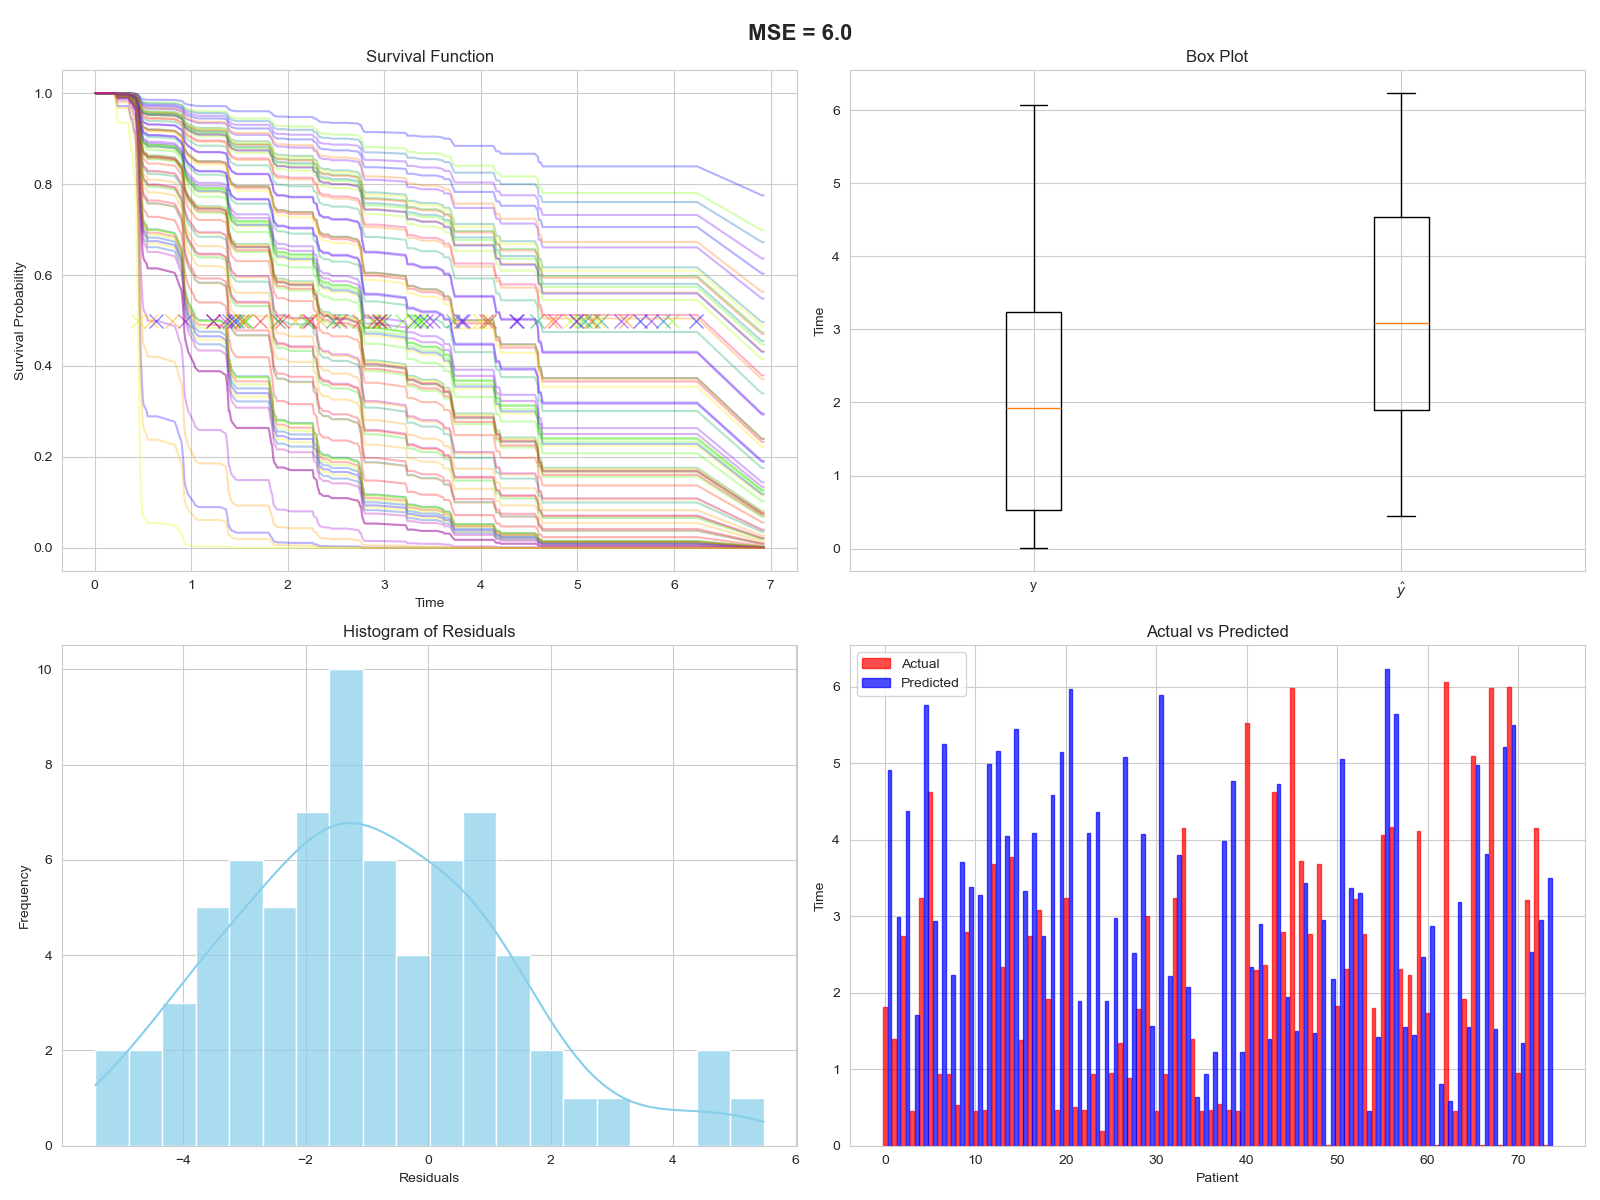 MSE = 6.0
Survival Function
Survival Probability
1.0
0.8
0.6
0.4
0.2
0.0
0 1 2 3 4 5 6 7
Time
Box Plot
Time
6
5
4
3
2
1
0
y ŷ
Histogram of Residuals
Frequency
10
8
6
4
2
0
−4 −2 0 2 4 6
Residuals
Actual vs Predicted
Actual
Predicted
Time
6
5
4
3
2
1
0
0 10 20 30 40 50 60 70
Patient